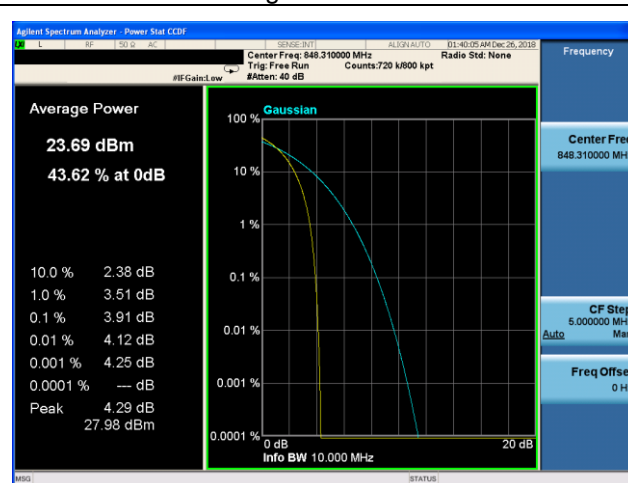 Agilent Spectrum Analyzer - Power Stat CCDF
L RF 50 Ω AC SENSE:INT ALIGN AUTO 01:40:05 AM Dec 26, 2018
Center Freq: 848.310000 MHz Radio Std: None
Trig: Free Run Counts:720 k/800 kpt
#IFGain:Low #Atten: 40 dB
Frequency
Average Power
23.69 dBm
43.62 % at 0dB
10.0 % 2.38 dB
1.0 % 3.51 dB
0.1 % 3.91 dB
0.01 % 4.12 dB
0.001 % 4.25 dB
0.0001 % --- dB
Peak 4.29 dB
27.98 dBm
Gaussian
100 %
10 %
1 %
0.1 %
0.01 %
0.001 %
0.0001 %
0 dB 20 dB
Info BW 10.000 MHz
Center Fre
848.310000 MH
CF Step
5.000000 MH
Auto Ma
Freq Offse
0 H
MSG STATUS